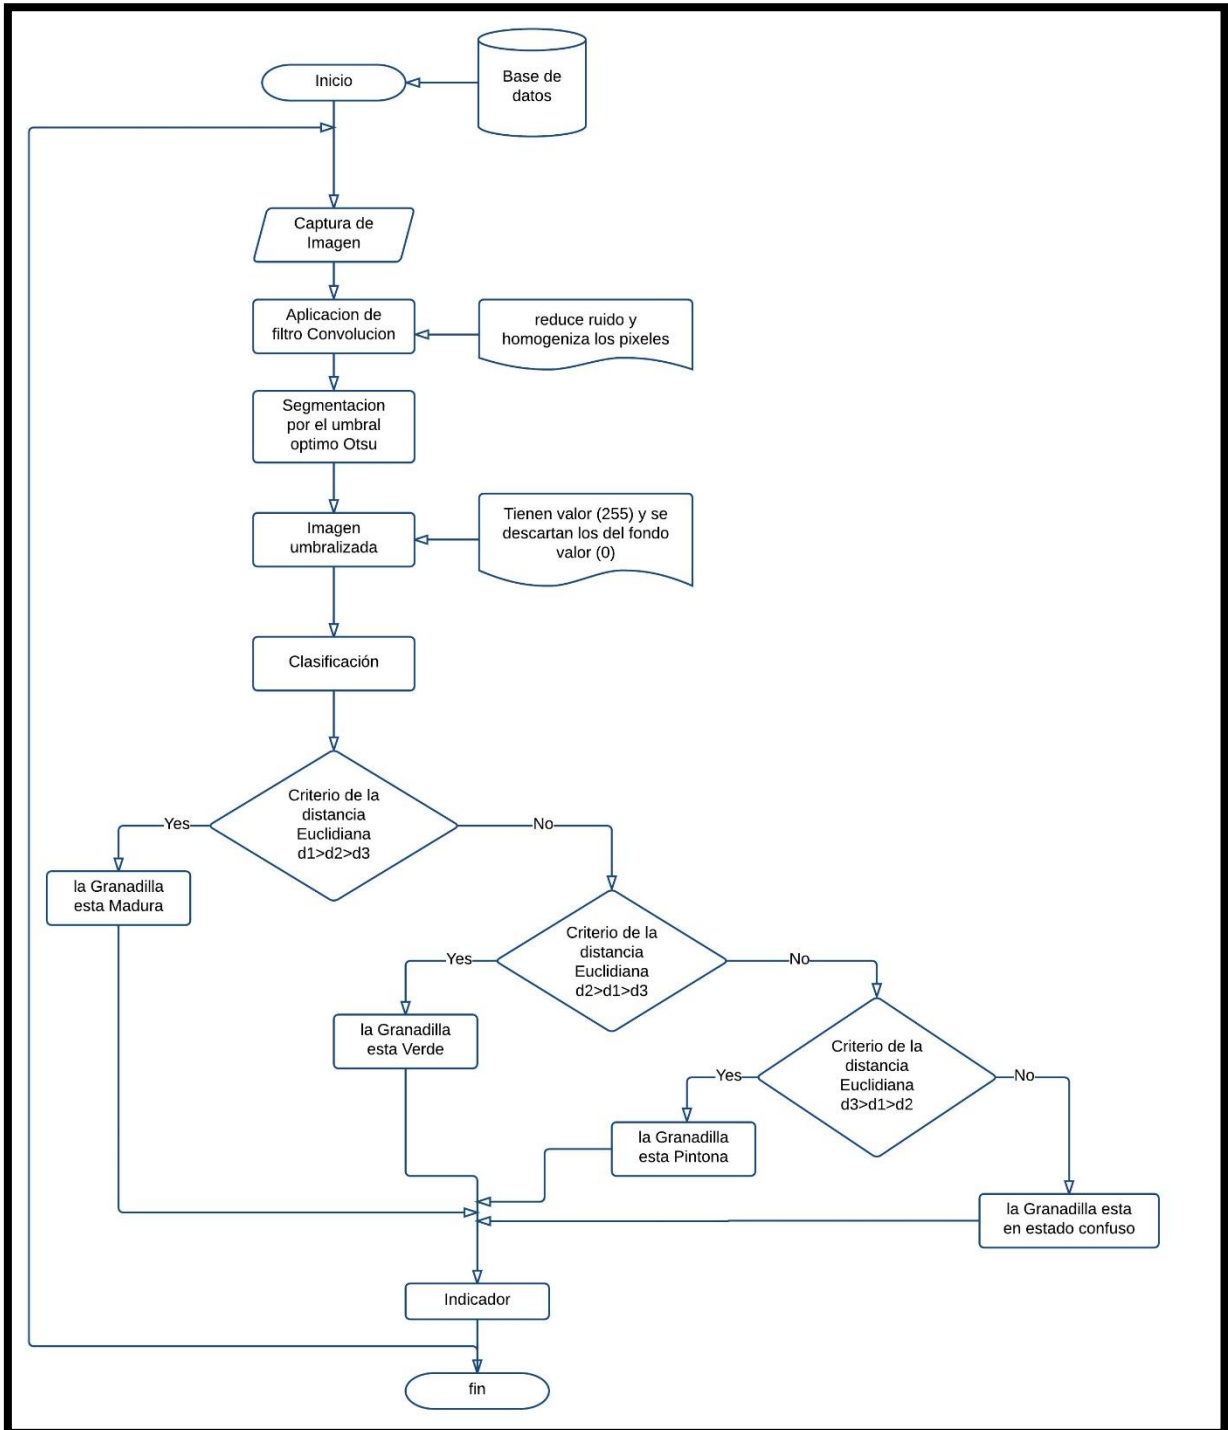 Inicio
Base de
datos
Captura de
Imagen
Aplicacion de
filtro Convolucion
reduce ruido y
homogeniza los pixeles
Segmentacion
por el umbral
optimo Otsu
Imagen
umbralizada
Tienen valor (255) y se
descartan los del fondo
valor (0)
Clasificación
Criterio de la
distancia
Euclidiana
d1>d2>d3
Yes
No
la Granadilla
esta Madura
Criterio de la
distancia
Euclidiana
d2>d1>d3
Yes
No
la Granadilla
esta Verde
Criterio de la
distancia
Euclidiana
d3>d1>d2
Yes
No
la Granadilla
esta Pintona
la Granadilla esta
en estado confuso
Indicador
fin